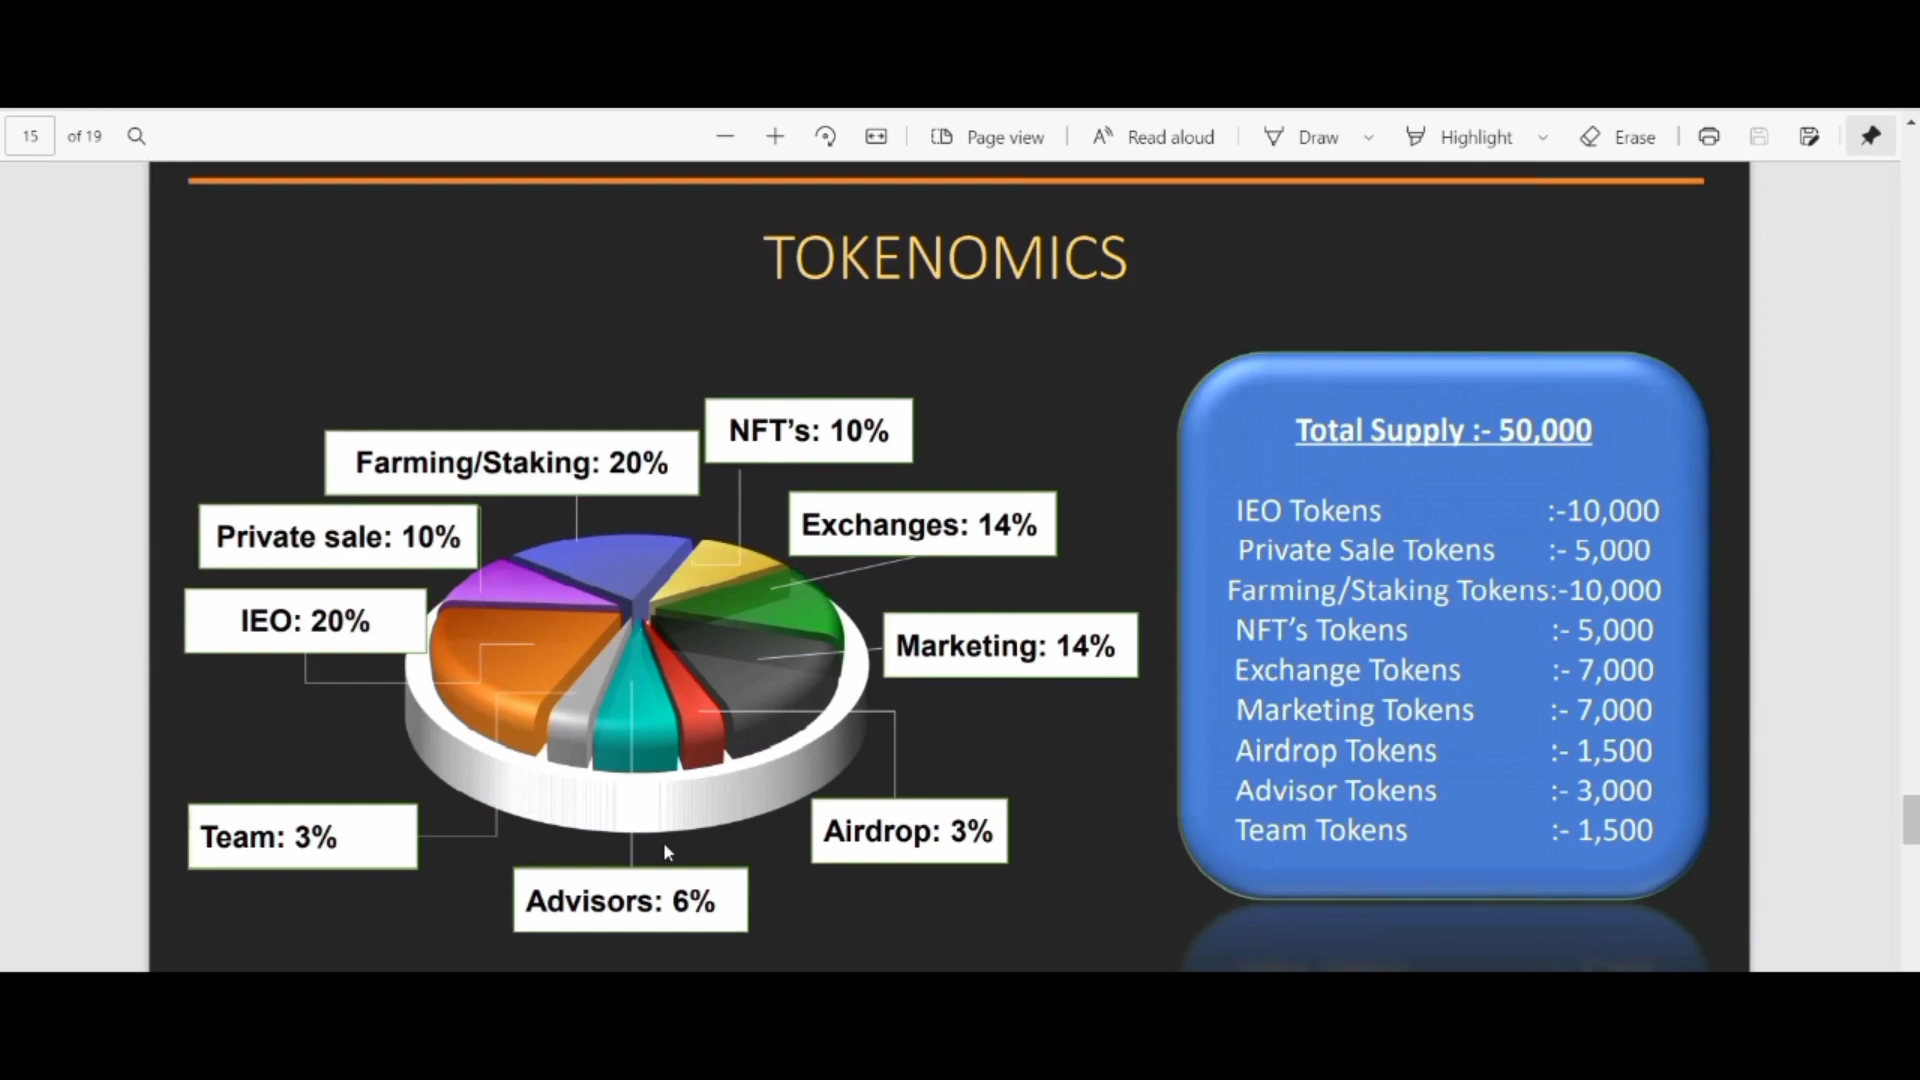 15 of 19 Page view Read aloud Draw Highlight Erase
TOKENOMICS
NFT's: 10%
Farming/Staking: 20%
Exchanges: 14%
Private sale: 10%
IEO: 20%
Marketing: 14%
Team: 3%
Airdrop: 3%
Advisors: 6%
Total Supply :- 50,000
IEO Tokens :-10,000
Private Sale Tokens :- 5,000
Farming/Staking Tokens:-10,000
NFT's Tokens :- 5,000
Exchange Tokens :- 7,000
Marketing Tokens :- 7,000
Airdrop Tokens :- 1,500
Advisor Tokens :- 3,000
Team Tokens :- 1,500